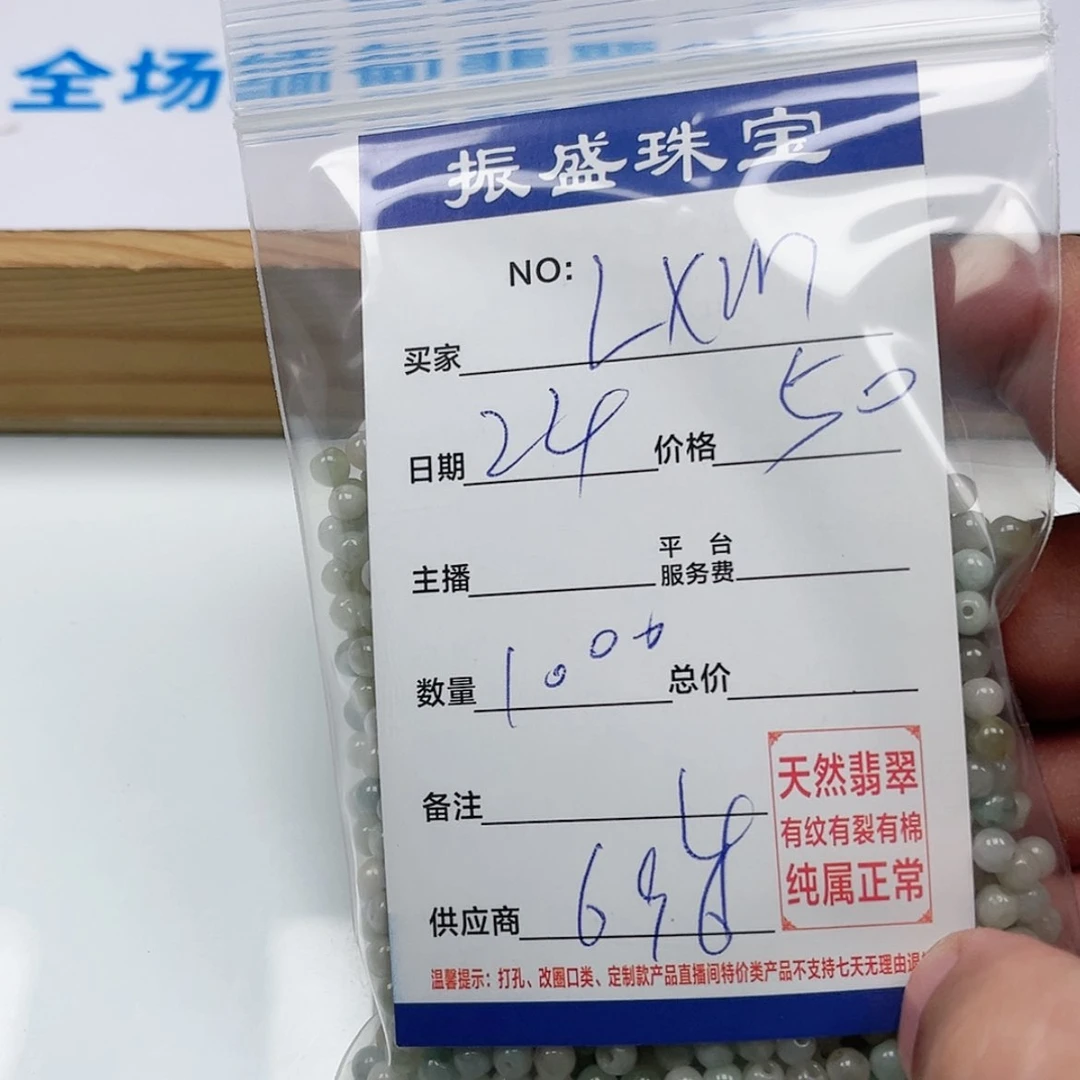 全场缅甸翡翠
振盛珠宝
NO:
买家 LXM
日期 24 价格 50
平台
主播 服务费
数量 1000 总价
备注
供应商
天然翡翠
有纹有裂有棉
纯属正常
温馨提示：打孔、改圈口类、定制款产品直播间特价类产品不支持七天无理由退